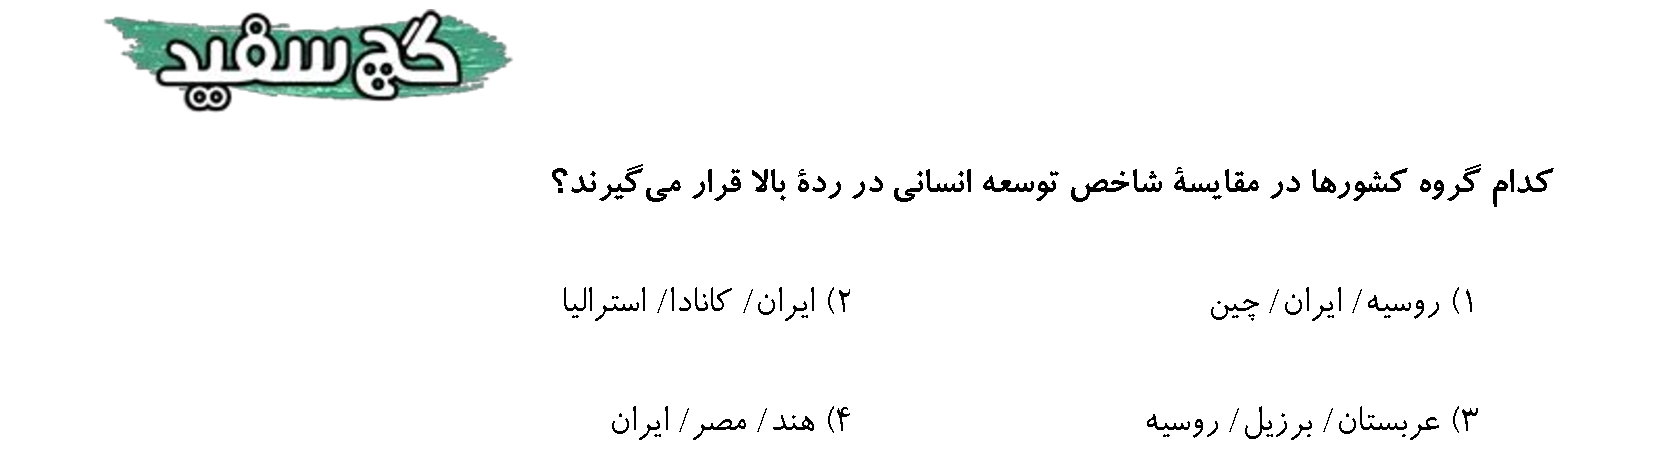 گچ سفید
کدام گروه کشورها در مقایسهٔ شاخص توسعه انسانی در ردهٔ بالا قرار می‌گیرند؟
۱) روسیه/ ایران/ چین ۲) ایران/ کانادا/ استرالیا
۳) عربستان/ برزیل/ روسیه ۴) هند/ مصر/ ایران